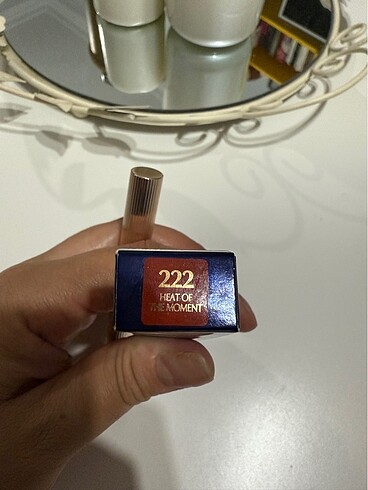 222
HEAT OF
THE MOMENT